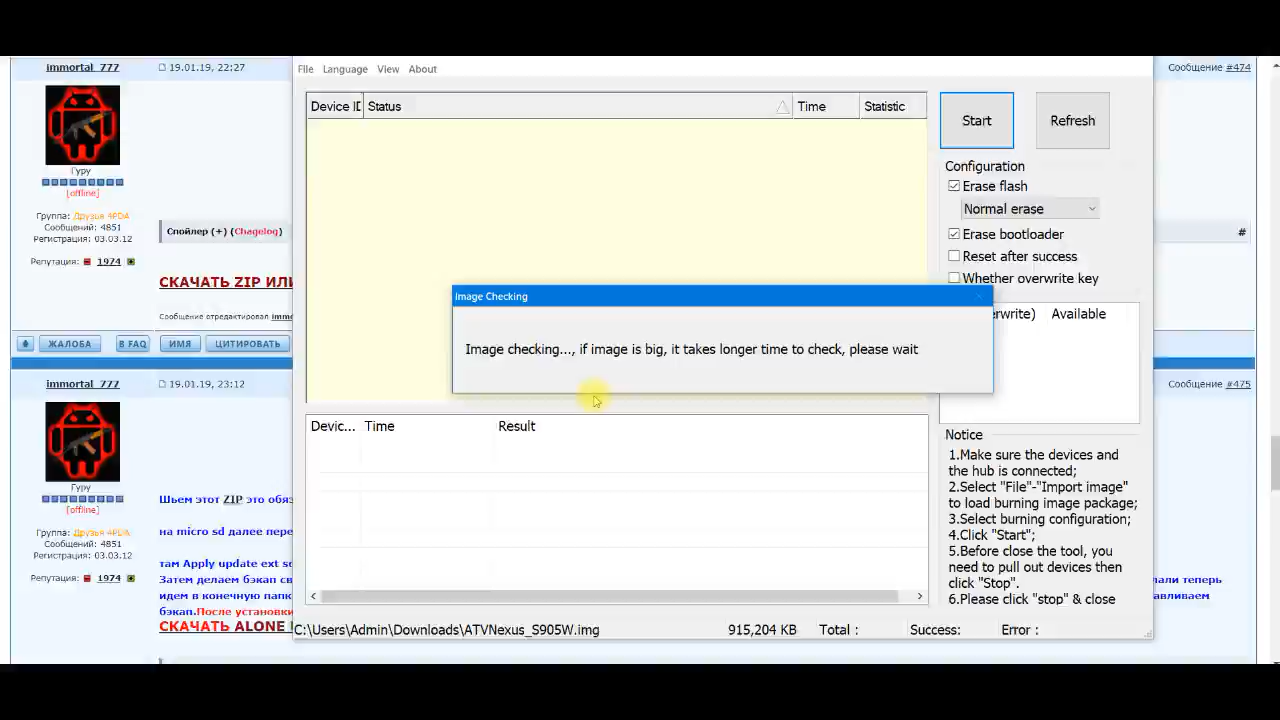 immortal_777
19.01.19, 22:27
Сообщение #474
Гуру
[offline]
Группа: Друзья 4PDA
Сообщений: 4851
Регистрация: 03.03.12
Репутация: 1974
Спойлер (+) (Chagelog)
#
СКАЧАТЬ ZIP ИЛИ
Сообщение отредактировал immo
ЖАЛОБА
В FAQ
ИМЯ
ЦИТИРОВАТЬ
immortal_777
19.01.19, 23:12
Сообщение #475
Гуру
[offline]
Группа: Друзья 4PDA
Сообщений: 4851
Регистрация: 03.03.12
Репутация: 1974
Шьем этот ZIP это обяз
на micro sd далее пере
там Apply update ext s
Затем делаем бэкап св
идем в конечную папк
бэкап.После установки
СКАЧАТЬ ALONE
теперь
авливаем
File Language View About
Device ID Status Time Statistic
Start
Refresh
Configuration
Erase flash
Normal erase
Erase bootloader
Reset after success
Whether overwrite key
erwrite) Available
Image Checking
Image checking..., if image is big, it takes longer time to check, please wait
Devic... Time Result
Notice
1.Make sure the devices and
the hub is connected;
2.Select "File"-"Import image"
to load burning image package;
3.Select burning configuration;
4.Click "Start";
5.Before close the tool, you
need to pull out devices then
click "Stop".
6.Please click "stop" & close
C:\Users\Admin\Downloads\ATVNexus_S905W.img 915,204 KB Total : Success: Error :